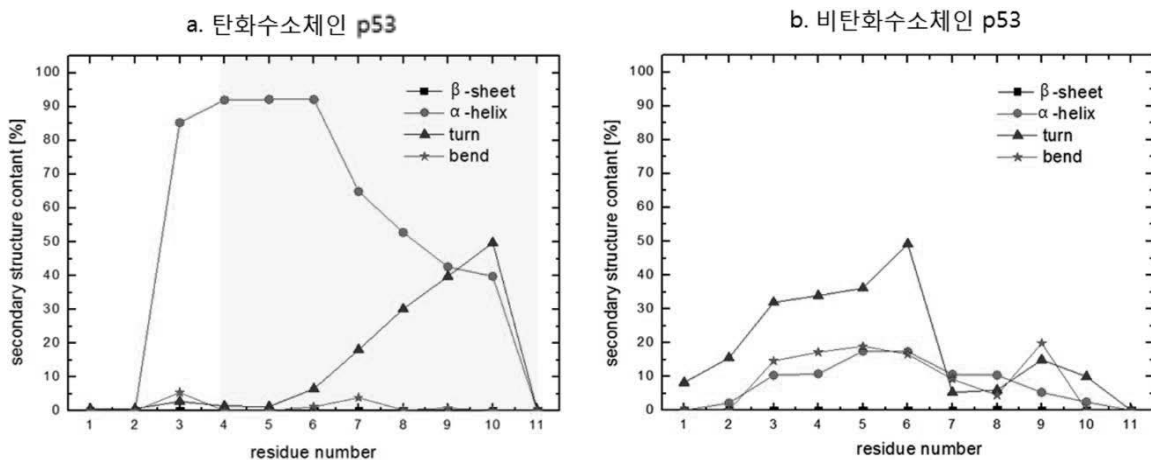 a. 탄화수소체인 p53
b. 비탄화수소체인 p53
secondary structure contant [%]
100
90
80
70
60
50
40
30
20
10
0
β-sheet
α-helix
turn
bend
1 2 3 4 5 6 7 8 9 10 11
residue number
secondary structure contant [%]
100
90
80
70
60
50
40
30
20
10
0
β-sheet
α-helix
turn
bend
1 2 3 4 5 6 7 8 9 10 11
residue number